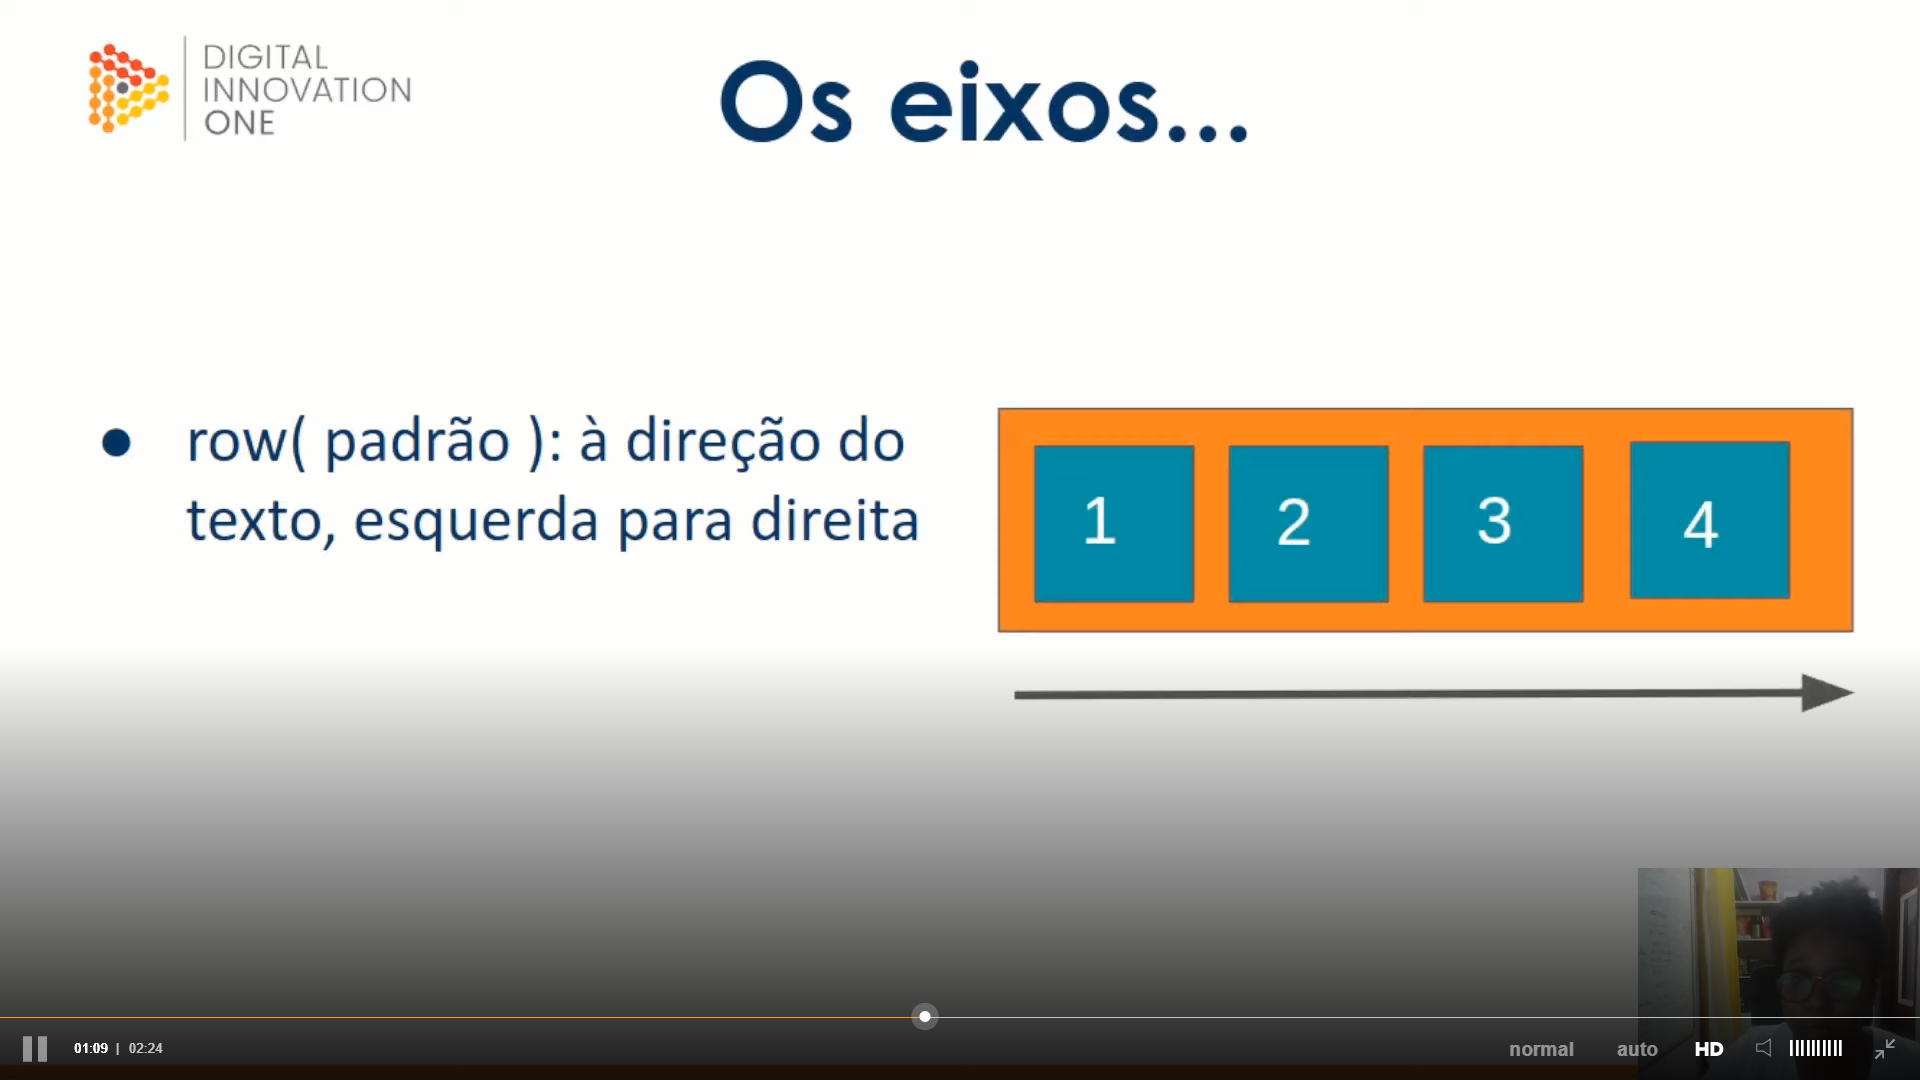 DIGITAL
INNOVATION
ONE
Os eixos...
● row( padrão ): à direção do
texto, esquerda para direita
1 2 3 4
01:09 | 02:24 normal auto HD